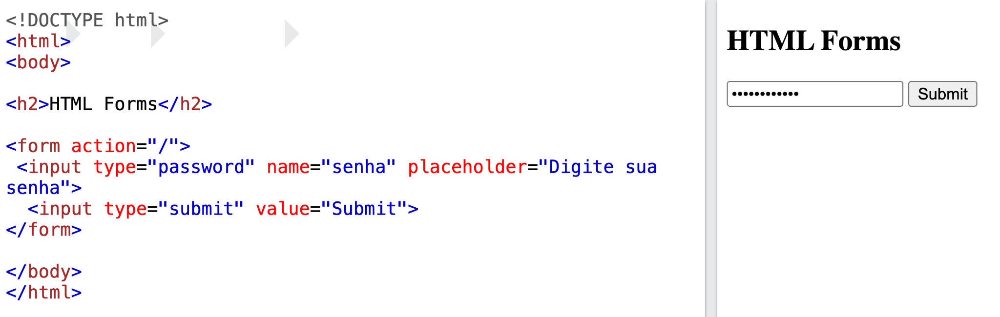 <!DOCTYPE html>
<html>
<body>
<h2>HTML Forms</h2>
<form action="/">
<input type="password" name="senha" placeholder="Digite sua
senha">
<input type="submit" value="Submit">
</form>
</body>
</html>
HTML Forms
••••••••••••
Submit